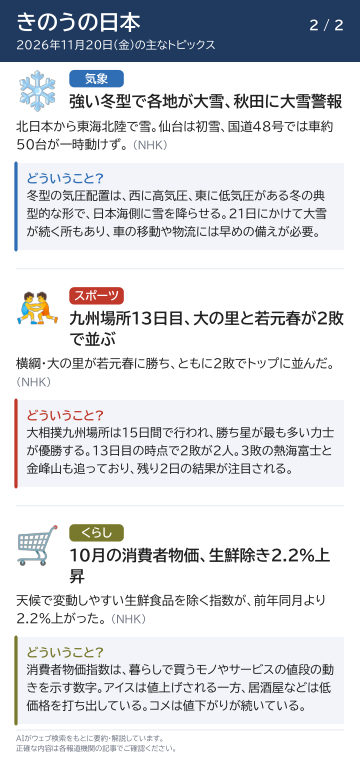 きのうの日本
2 / 2
2026年11月20日(金)の主なトピックス
気象
強い冬型で各地が大雪、秋田に大雪警報
北日本から東海北陸で雪。仙台は初雪、国道48号では車約
50台が一時動けず。(NHK)
どういうこと？
冬型の気圧配置は、西に高気圧、東に低気圧がある冬の典
型的な形で、日本海側に雪を降らせる。21日にかけて大雪
が続く所もあり、車の移動や物流には早めの備えが必要。
スポーツ
九州場所13日目、大の里と若元春が2敗
で並ぶ
横綱・大の里が若元春に勝ち、ともに2敗でトップに並んだ。
(NHK)
どういうこと？
大相撲九州場所は15日間で行われ、勝ち星が最も多い力士
が優勝する。13日目の時点で2敗が2人。3敗の熱海富士と
金峰山も追っており、残り2日の結果が注目される。
くらし
10月の消費者物価、生鮮除き2.2%上
昇
天候で変動しやすい生鮮食品を除く指数が、前年同月より
2.2%上がった。(NHK)
どういうこと？
消費者物価指数は、暮らしで買うモノやサービスの値段の動
きを示す数字。アイスは値上げされる一方、居酒屋などは低
価格を打ち出している。コメは値下がりが続いている。
AIがウェブ検索をもとに要約・解説しています。
正確な内容は各報道機関の記事でご確認ください。